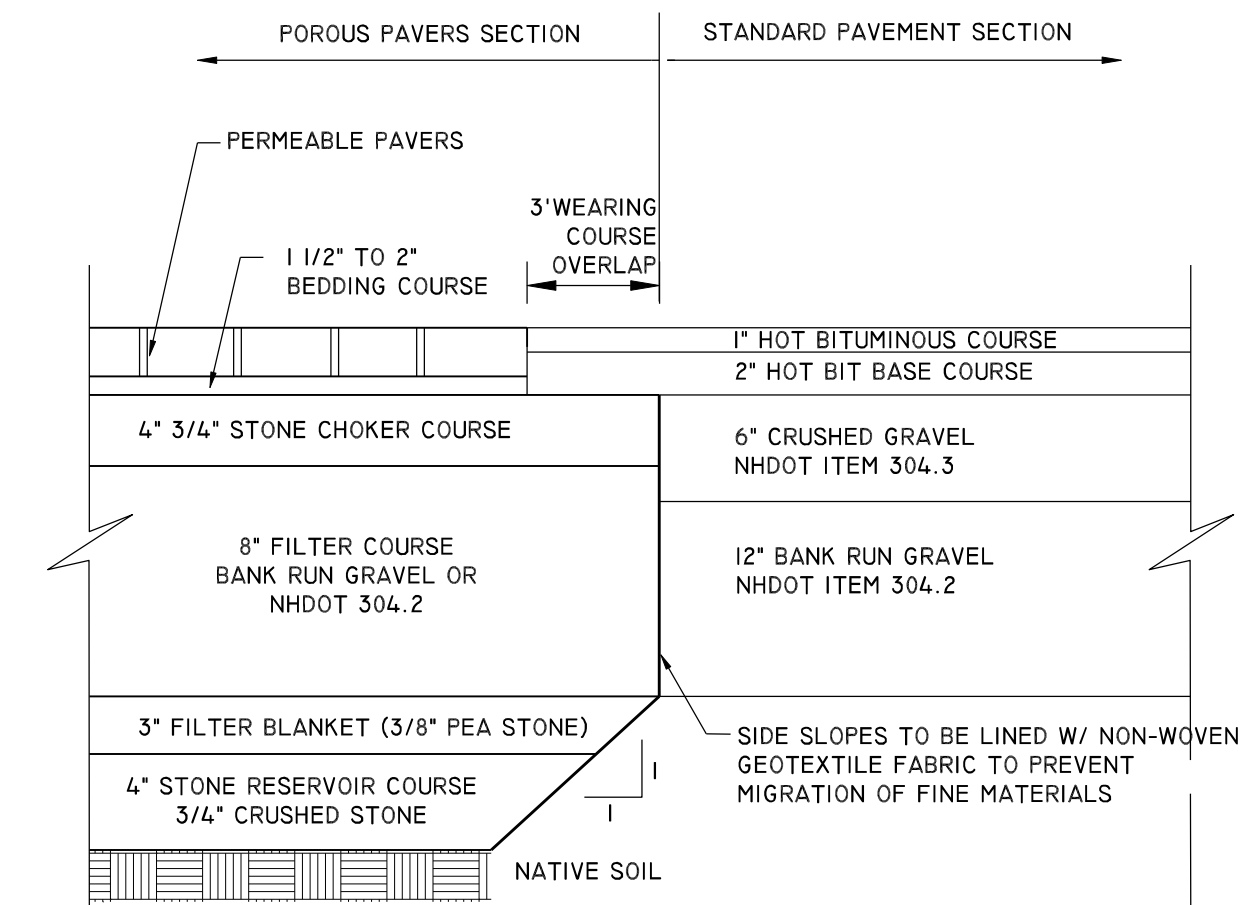 POROUS PAVERS SECTION
STANDARD PAVEMENT SECTION
PERMEABLE PAVERS
3' WEARING
COURSE
OVERLAP
1 1/2" TO 2"
BEDDING COURSE
1" HOT BITUMINOUS COURSE
2" HOT BIT BASE COURSE
4" 3/4" STONE CHOKER COURSE
6" CRUSHED GRAVEL
NHDOT ITEM 304.3
8" FILTER COURSE
BANK RUN GRAVEL OR
NHDOT 304.2
12" BANK RUN GRAVEL
NHDOT ITEM 304.2
3" FILTER BLANKET (3/8" PEA STONE)
SIDE SLOPES TO BE LINED W/ NON-WOVEN
GEOTEXTILE FABRIC TO PREVENT
MIGRATION OF FINE MATERIALS
4" STONE RESERVOIR COURSE
3/4" CRUSHED STONE
1
1
NATIVE SOIL